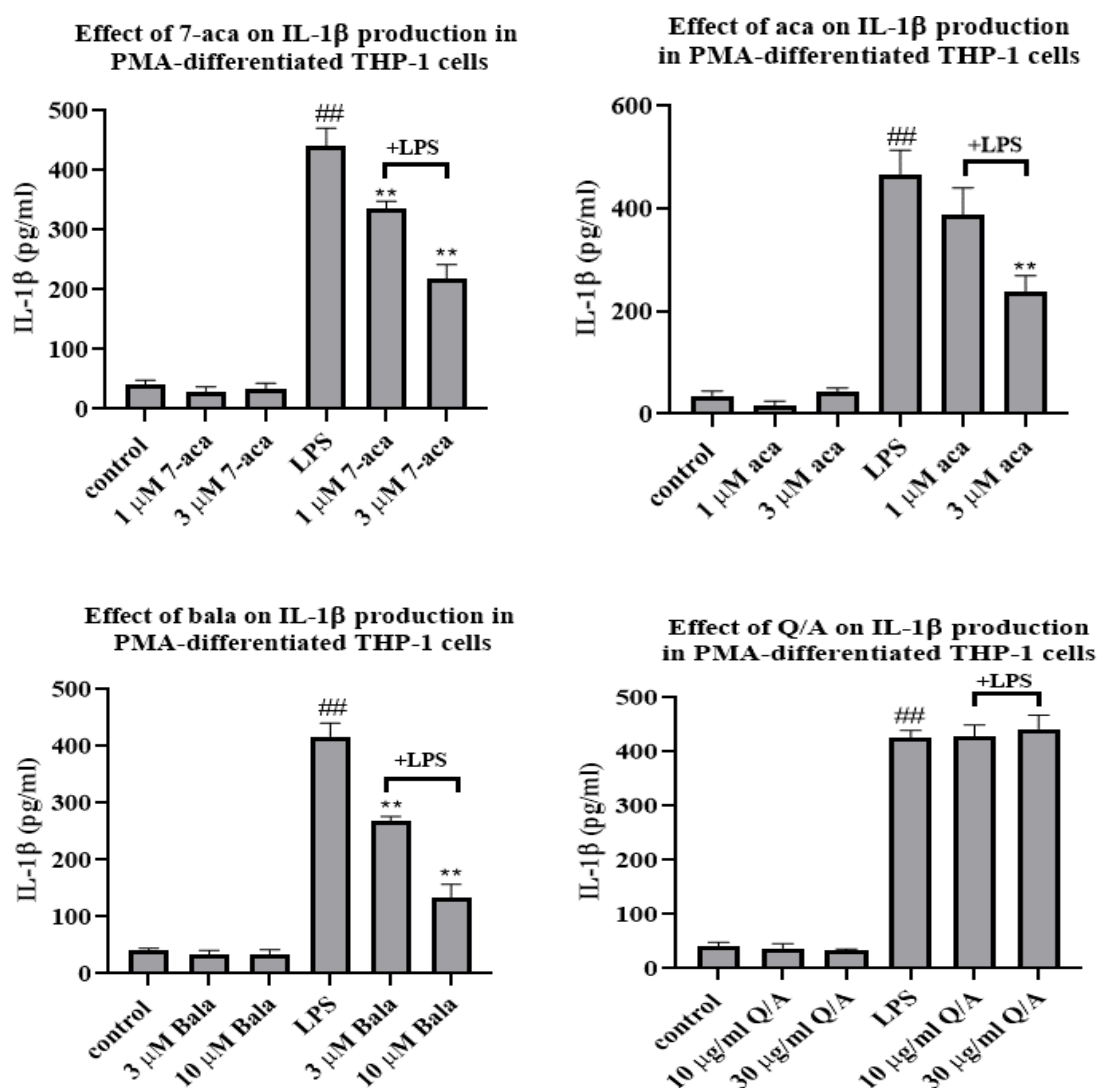 Effect of 7-aca on IL-1β production in
PMA-differentiated THP-1 cells
500
400
300
200
100
0
IL-1β (pg/ml)
##
+LPS
**
**
control
1 μM 7-aca
3 μM 7-aca
LPS
1 μM 7-aca
3 μM 7-aca
Effect of aca on IL-1β production
in PMA-differentiated THP-1 cells
600
400
200
0
IL-1β (pg/ml)
##
+LPS
**
control
1 μM aca
3 μM aca
LPS
1 μM aca
3 μM aca
Effect of bala on IL-1β production in
PMA-differentiated THP-1 cells
500
400
300
200
100
0
IL-1β (pg/ml)
##
+LPS
**
**
control
3 μM Bala
10 μM Bala
LPS
3 μM Bala
10 μM Bala
Effect of Q/A on IL-1β production
in PMA-differentiated THP-1 cells
500
400
300
200
100
0
IL-1β (pg/ml)
##
+LPS
control
10 μg/ml Q/A
30 μg/ml Q/A
LPS
10 μg/ml Q/A
30 μg/ml Q/A